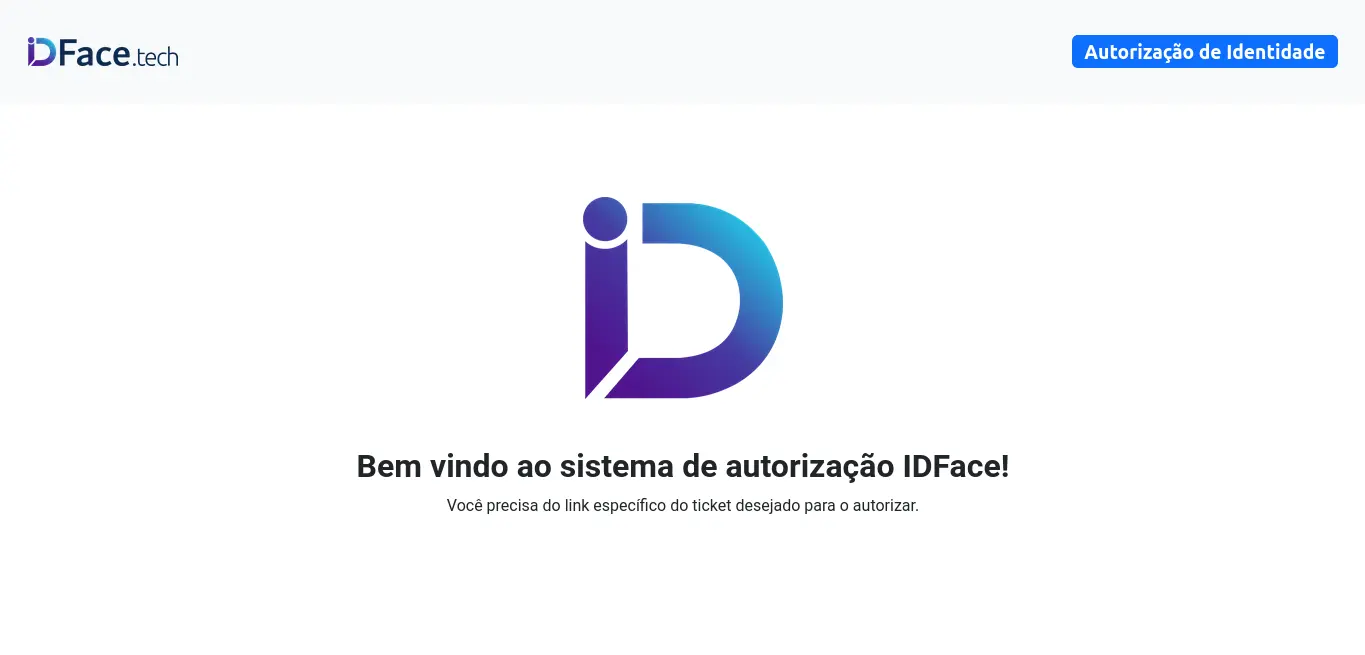 iDFace.tech
Autorização de Identidade
iD
Bem vindo ao sistema de autorização IDFace!
Você precisa do link específico do ticket desejado para o autorizar.